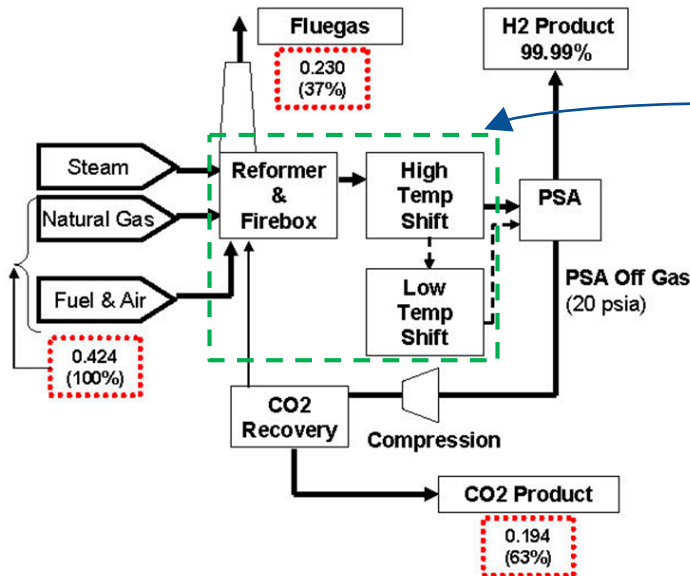 Fluegas
0.230
(37%)
H2 Product
99.99%
Steam
Natural Gas
Fuel & Air
0.424
(100%)
Reformer
&
Firebox
High
Temp
Shift
Low
Temp
Shift
PSA
PSA Off Gas
(20 psia)
CO2
Recovery
Compression
CO2 Product
0.194
(63%)